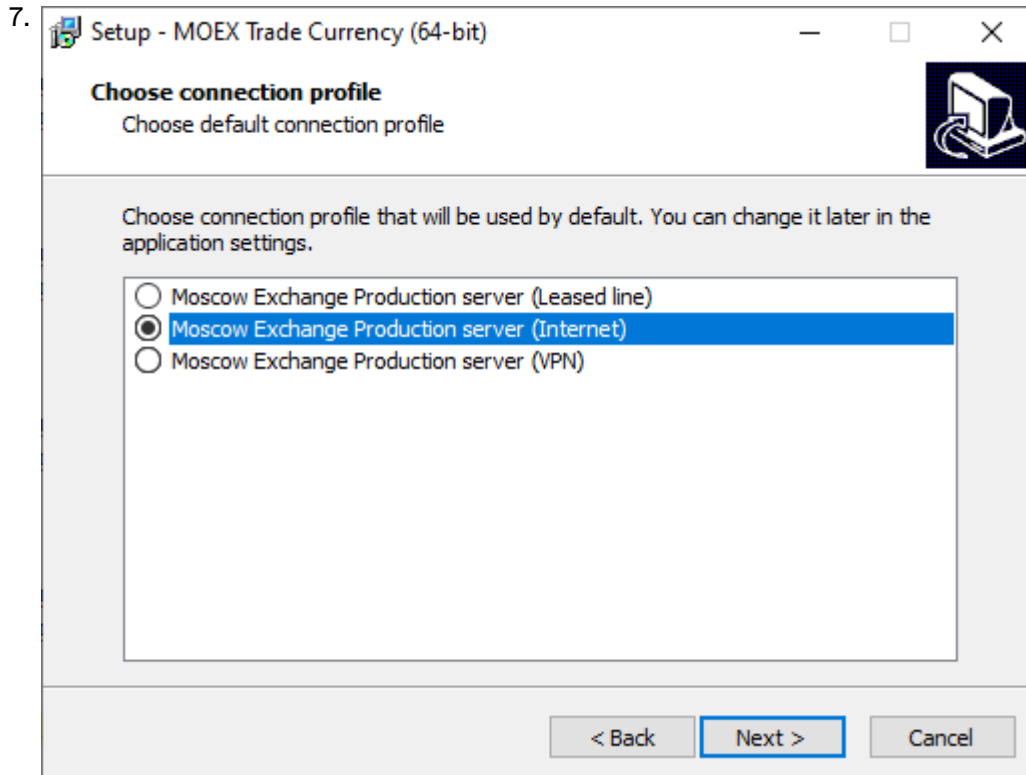 7.
Setup - MOEX Trade Currency (64-bit)
Choose connection profile
Choose default connection profile
Choose connection profile that will be used by default. You can change it later in the
application settings.
Moscow Exchange Production server (Leased line)
Moscow Exchange Production server (Internet)
Moscow Exchange Production server (VPN)
< Back Next > Cancel